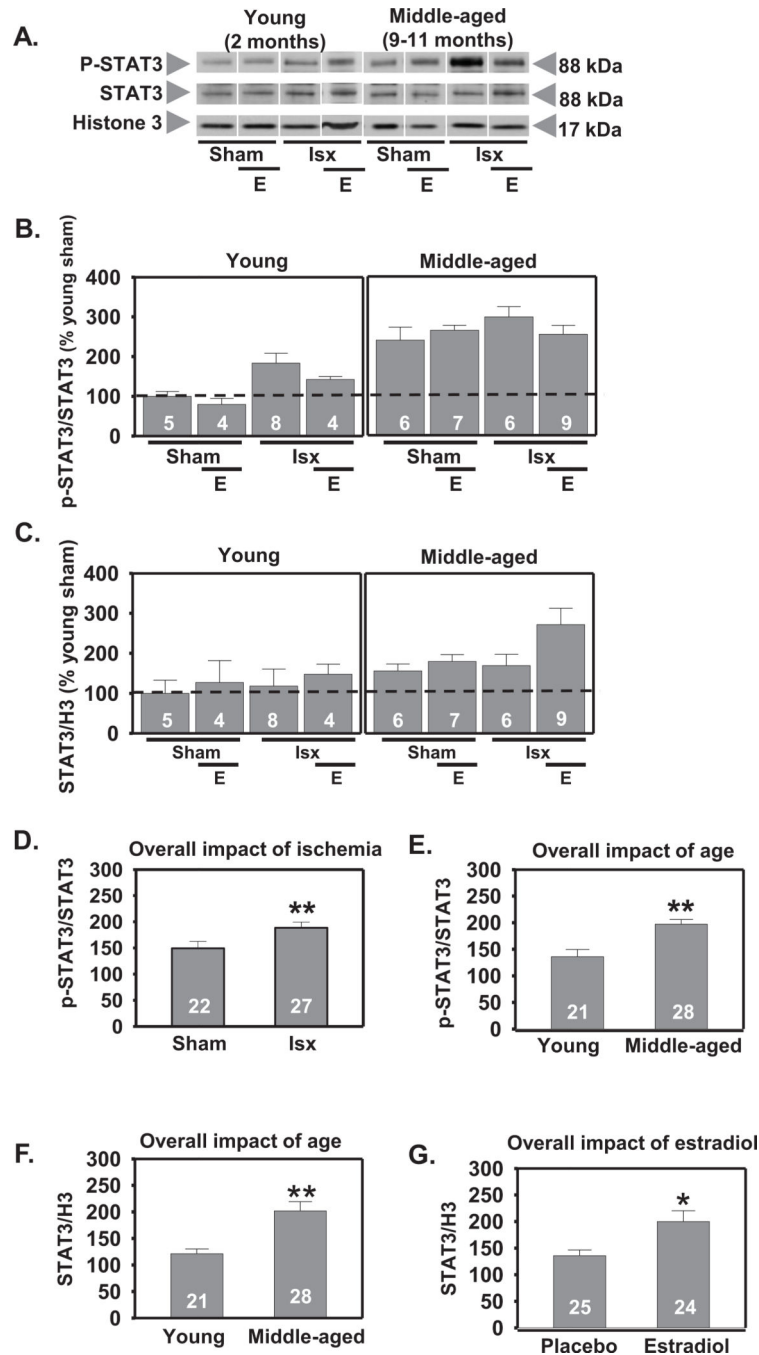 A.
Young Middle-aged
(2 months) (9-11 months)
P-STAT3 88 kDa
STAT3 88 kDa
Histone 3 17 kDa
Sham Isx Sham Isx
E E E E
B.
p-STAT3/STAT3 (% young sham)
Young Middle-aged
400
300
200
100
0
5 4 8 4 6 7 6 9
Sham Isx Sham Isx
E E E E
C.
STAT3/H3 (% young sham)
Young Middle-aged
400
300
200
100
0
5 4 8 4 6 7 6 9
Sham Isx Sham Isx
E E E E
D.
Overall impact of ischemia
p-STAT3/STAT3
300
250
200
150
100
50
0
**
22 27
Sham Isx
E.
Overall impact of age
p-STAT3/STAT3
300
250
200
150
100
50
0
**
21 28
Young Middle-aged
F.
Overall impact of age
STAT3/H3
300
250
200
150
100
50
0
**
21 28
Young Middle-aged
G.
Overall impact of estradiol
STAT3/H3
300
250
200
150
100
50
0
*
25 24
Placebo Estradiol